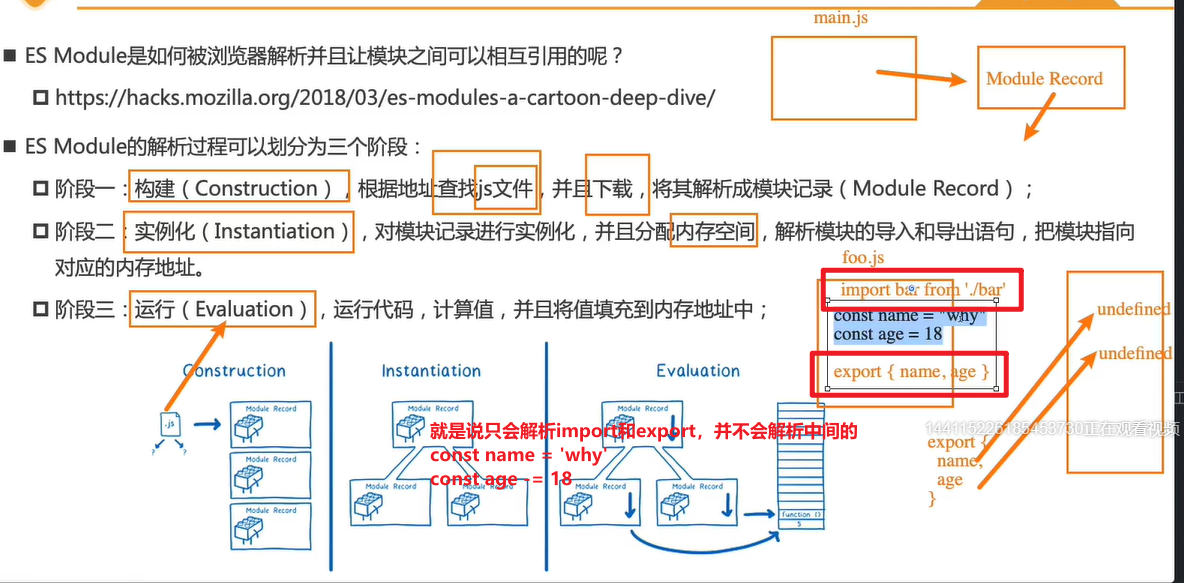 main.js
ES Module是如何被浏览器解析并且让模块之间可以相互引用的呢？
Module Record
https://hacks.mozilla.org/2018/03/es-modules-a-cartoon-deep-dive/
ES Module的解析过程可以划分为三个阶段：
阶段一：构建（Construction），根据地址查找js文件，并且下载，将其解析成模块记录（Module Record）；
阶段二：实例化（Instantiation），对模块记录进行实例化，并且分配内存空间，解析模块的导入和导出语句，把模块指向
对应的内存地址。
阶段三：运行（Evaluation），运行代码，计算值，并且将值填充到内存地址中；
foo.js
import bar from './bar'
const name = "why"
const age = 18
export { name, age }
undefined
undefined
export {
name,
age
}
144115226185458730正在观看视频
Construction
Instantiation
Evaluation
.js
? ?
Module Record
Module Record
Module Record
Module Record
Module Record
Module Record
Module Record
Module Record
Module Record
function ()
5
就是说只会解析import和export，并不会解析中间的
const name = 'why'
const age -= 18